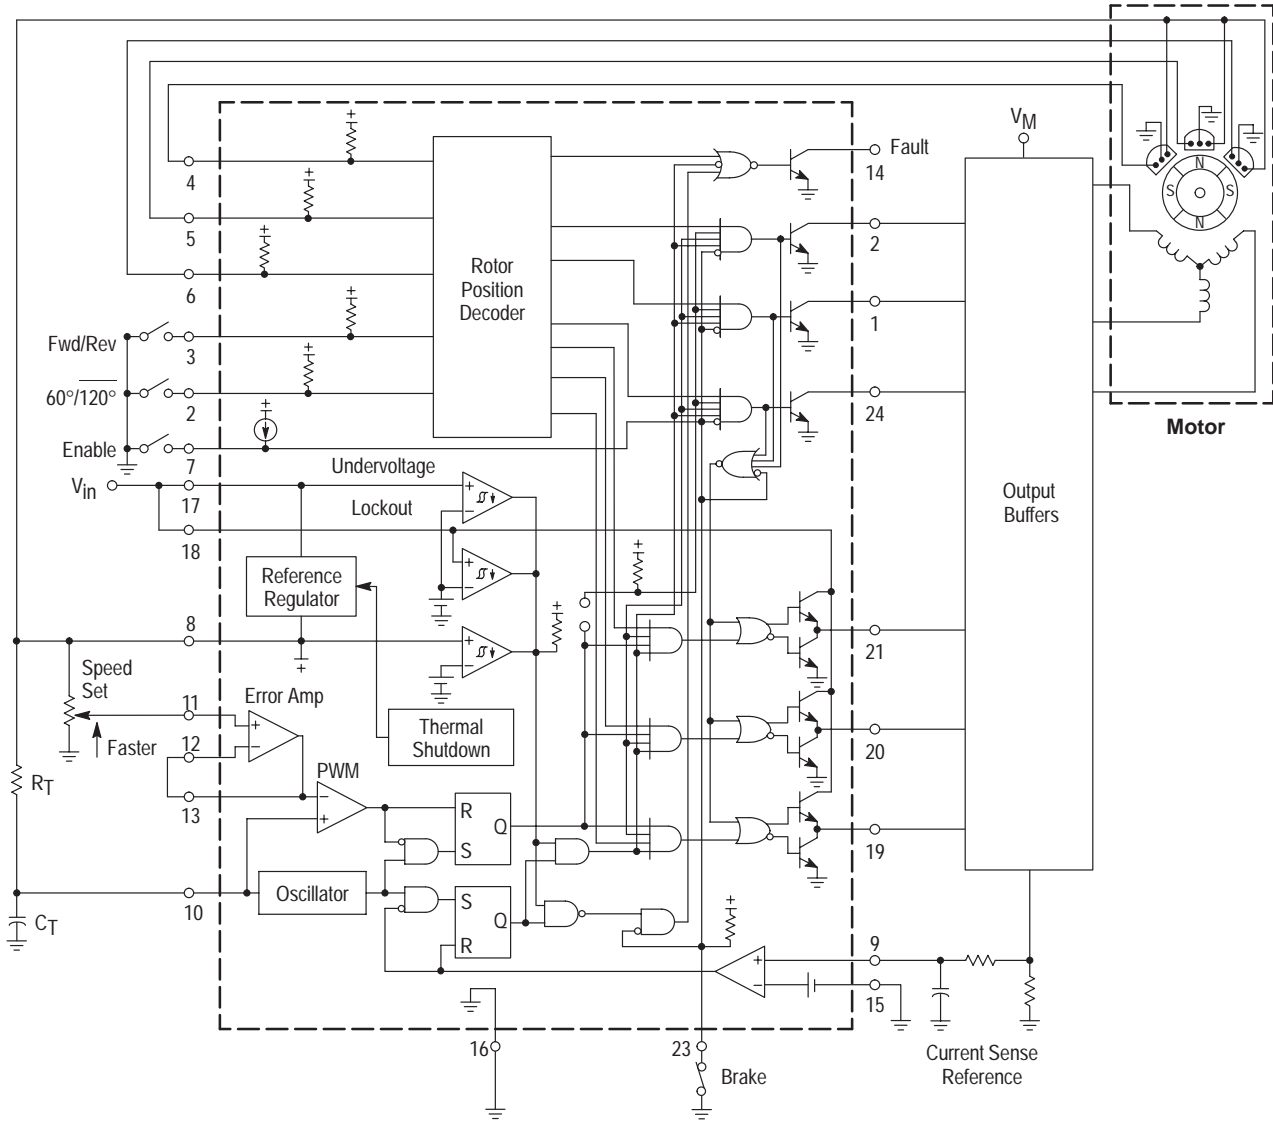 V_M
Fault
14
4
2
5
Rotor
Position
Decoder
6
1
Fwd/Rev
3
60°/120°
2
24
Motor
Enable
7
Undervoltage
Lockout
V_in
17
18
Output
Buffers
Reference
Regulator
8
21
Speed
Set
11
Error Amp
Thermal
Shutdown
Faster
12
20
PWM
R_T
13
R
Q
S
19
Oscillator
10
S
Q
R
C_T
9
15
16
23
Brake
Current Sense
Reference
N
S
S
N
+
−
+
−
+
−
+
−
−
+
+
−